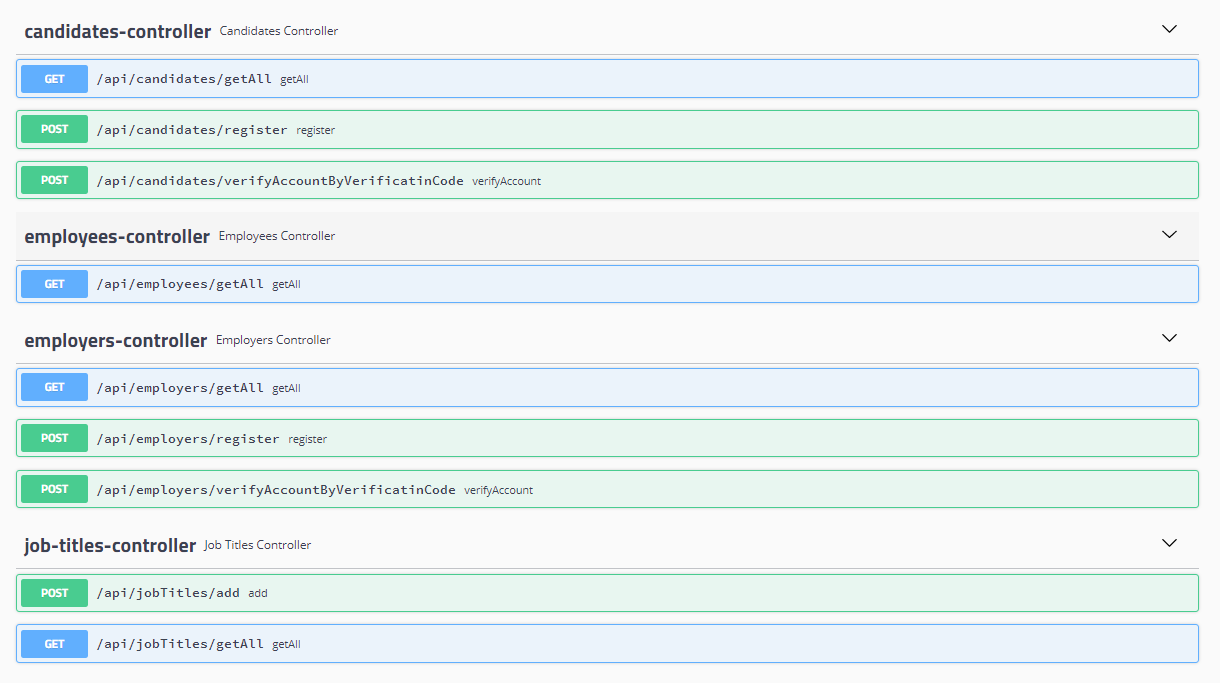 candidates-controller Candidates Controller
GET /api/candidates/getAll getAll
POST /api/candidates/register register
POST /api/candidates/verifyAccountByVerificatinCode verifyAccount
employees-controller Employees Controller
GET /api/employees/getAll getAll
employers-controller Employers Controller
GET /api/employers/getAll getAll
POST /api/employers/register register
POST /api/employers/verifyAccountByVerificatinCode verifyAccount
job-titles-controller Job Titles Controller
POST /api/jobTitles/add add
GET /api/jobTitles/getAll getAll